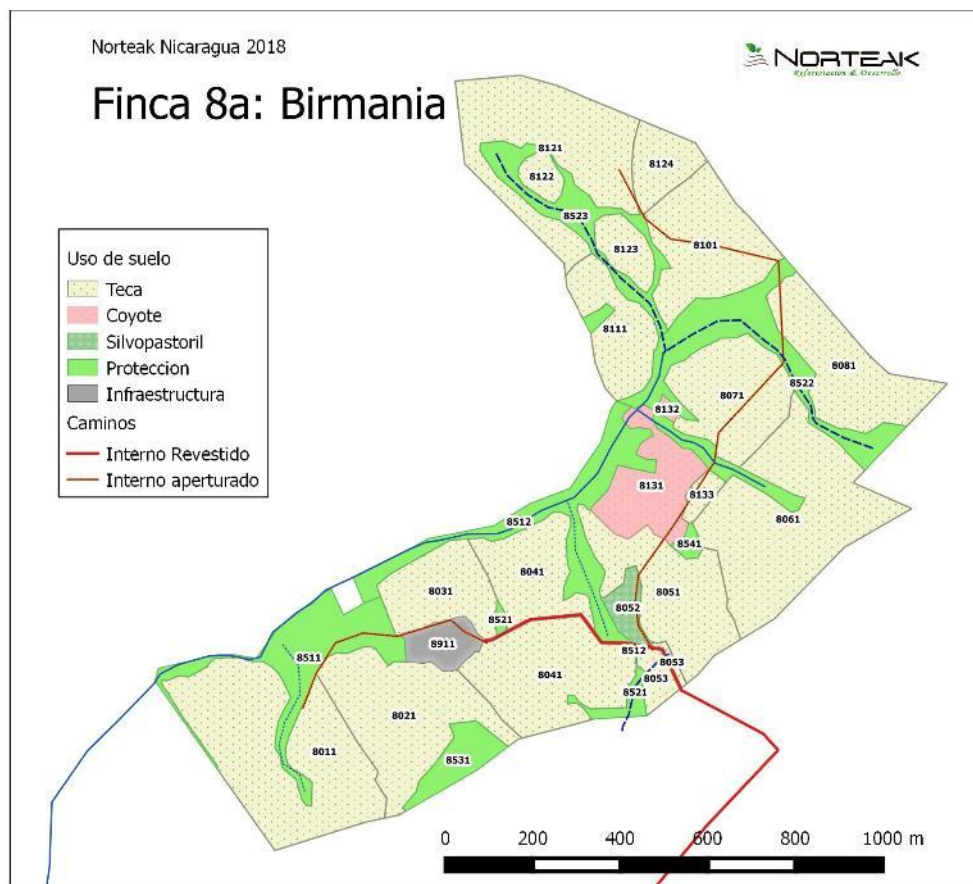 Norteak Nicaragua 2018
NORTEAK
Reforestación & Desarrollo
Finca 8a: Birmania
8121
8124
8122
8523
8123
8101
8111
8081
8522
8071
8132
8131
8133
8512
8061
8541
8041
8031
8051
8052
8521
8911
8512
8053
8511
8041
8053
8521
8021
8011
8531
Uso de suelo
Teca
Coyote
Silvopastoril
Proteccion
Infraestructura
Caminos
Interno Revestido
Interno aperturado
0 200 400 600 800 1000 m